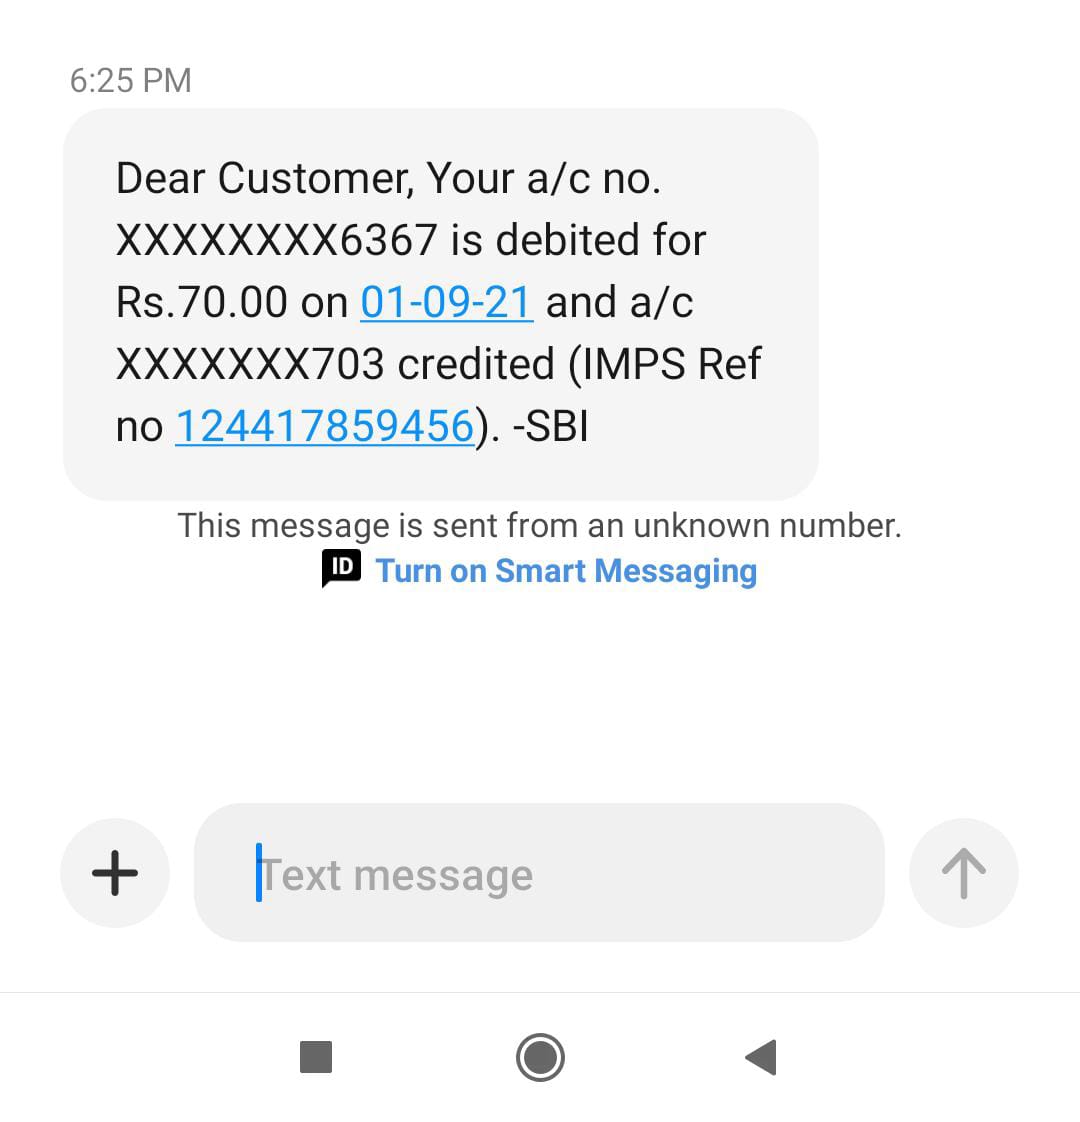 6:25 PM
Dear Customer, Your a/c no.
XXXXXXXX6367 is debited for
Rs.70.00 on 01-09-21 and a/c
XXXXXXX703 credited (IMPS Ref
no 124417859456). -SBI
This message is sent from an unknown number.
ID Turn on Smart Messaging
Text message